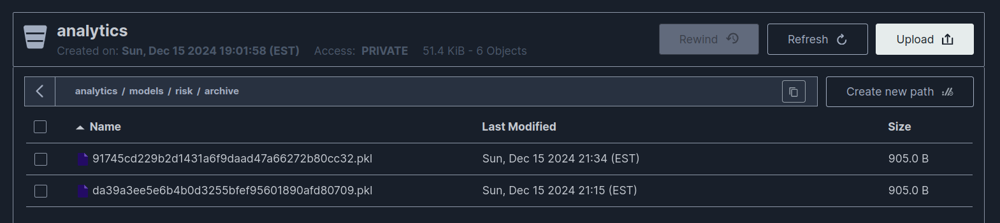 analytics
Created on: Sun, Dec 15 2024 19:01:58 (EST) Access: PRIVATE 51.4 KiB - 6 Objects
Rewind Refresh Upload
analytics / models / risk / archive
Create new path
Name Last Modified Size
91745cd229b2d1431a6f9daad47a66272b80cc32.pkl Sun, Dec 15 2024 21:34 (EST) 905.0 B
da39a3ee5e6b4b0d3255bfef95601890afd80709.pkl Sun, Dec 15 2024 21:15 (EST) 905.0 B